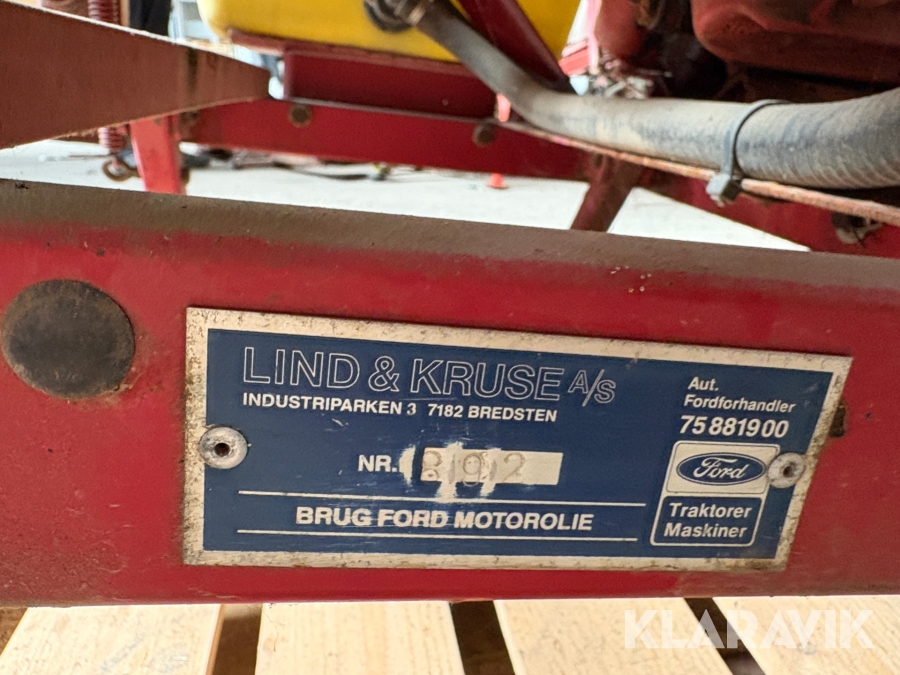 LIND & KRUSE A/S
INDUSTRIPARKEN 3 7182 BREDSTEN
NR. 8192
BRUG FORD MOTOROLIE
Aut.
Fordforhandler
75 88 19 00
Ford
Traktorer
Maskiner
KLARAVIK